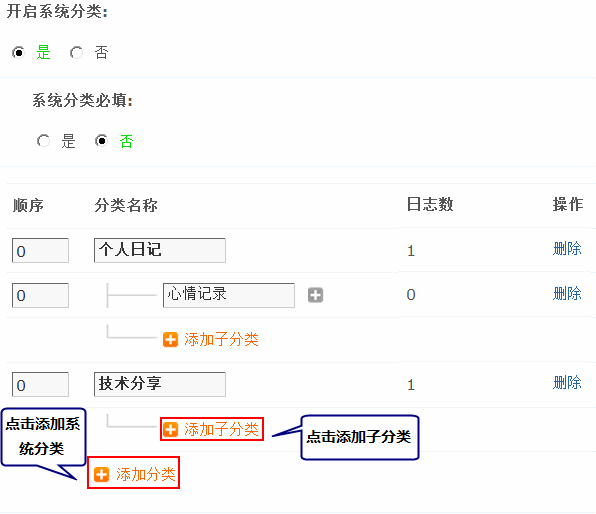 开启系统分类:
是 否
系统分类必填:
是 否
顺序 分类名称 日志数 操作
0 个人日记 1 删除
0 心情记录 0 删除
添加子分类
0 技术分享 1 删除
点击添加系
统分类
添加子分类
点击添加子分类
添加分类